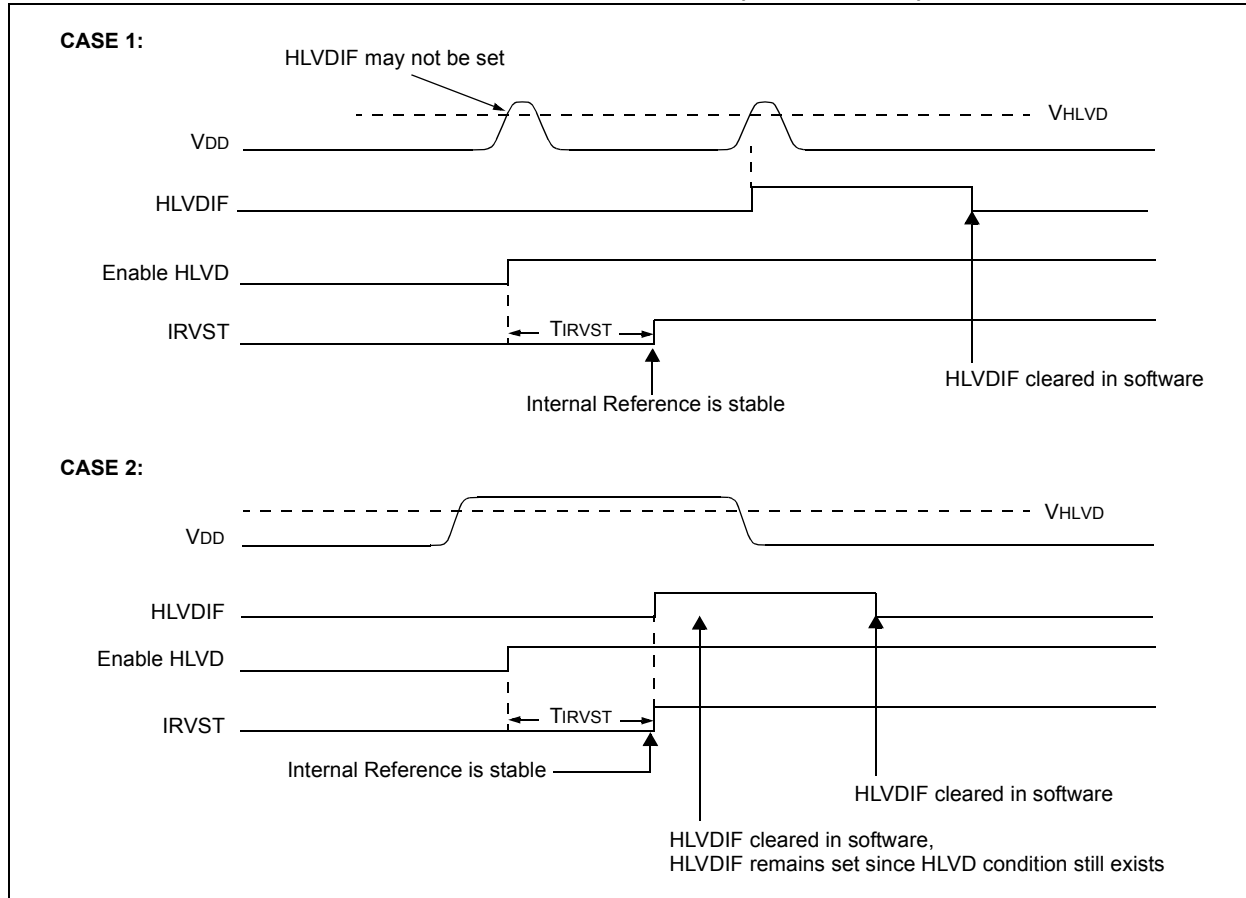 CASE 1:
HLVDIF may not be set
VHLVD
VDD
HLVDIF
Enable HLVD
TIRVST
IRVST
HLVDIF cleared in software
Internal Reference is stable
CASE 2:
VHLVD
VDD
HLVDIF
Enable HLVD
TIRVST
IRVST
Internal Reference is stable
HLVDIF cleared in software
HLVDIF cleared in software,
HLVDIF remains set since HLVD condition still exists